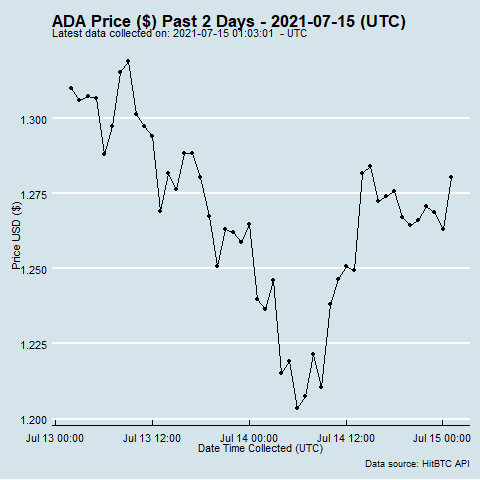 ADA Price ($) Past 2 Days - 2021-07-15 (UTC)
Latest data collected on: 2021-07-15 01:03:01 - UTC
1.300
1.275
1.250
1.225
1.200
Price USD ($)
Jul 13 00:00 Jul 13 12:00 Jul 14 00:00 Jul 14 12:00 Jul 15 00:00
Date Time Collected (UTC)
Data source: HitBTC API